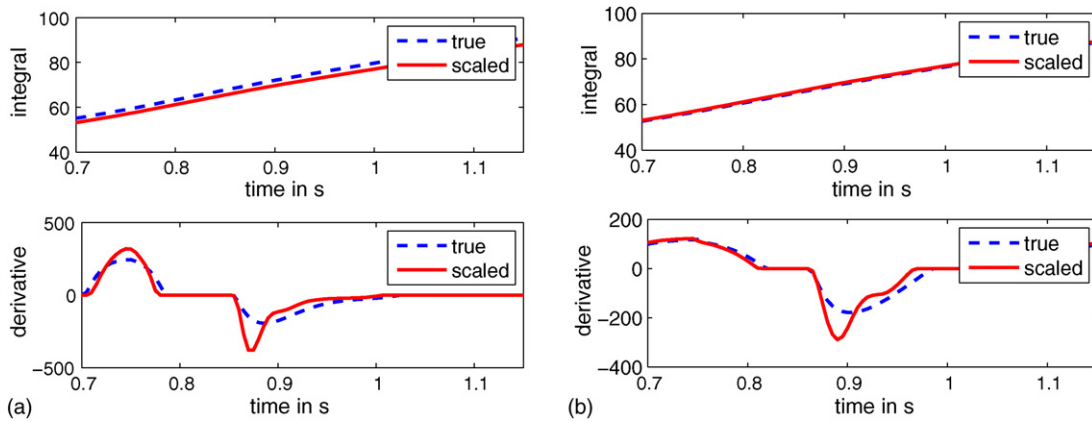 100
80
60
40
integral
true
scaled
0.7 0.8 0.9 1 1.1
time in s
500
0
−500
derivative
true
scaled
0.7 0.8 0.9 1 1.1
time in s
(a)
100
80
60
40
integral
true
scaled
0.7 0.8 0.9 1 1.1
time in s
200
0
−200
−400
derivative
true
scaled
0.7 0.8 0.9 1 1.1
time in s
(b)